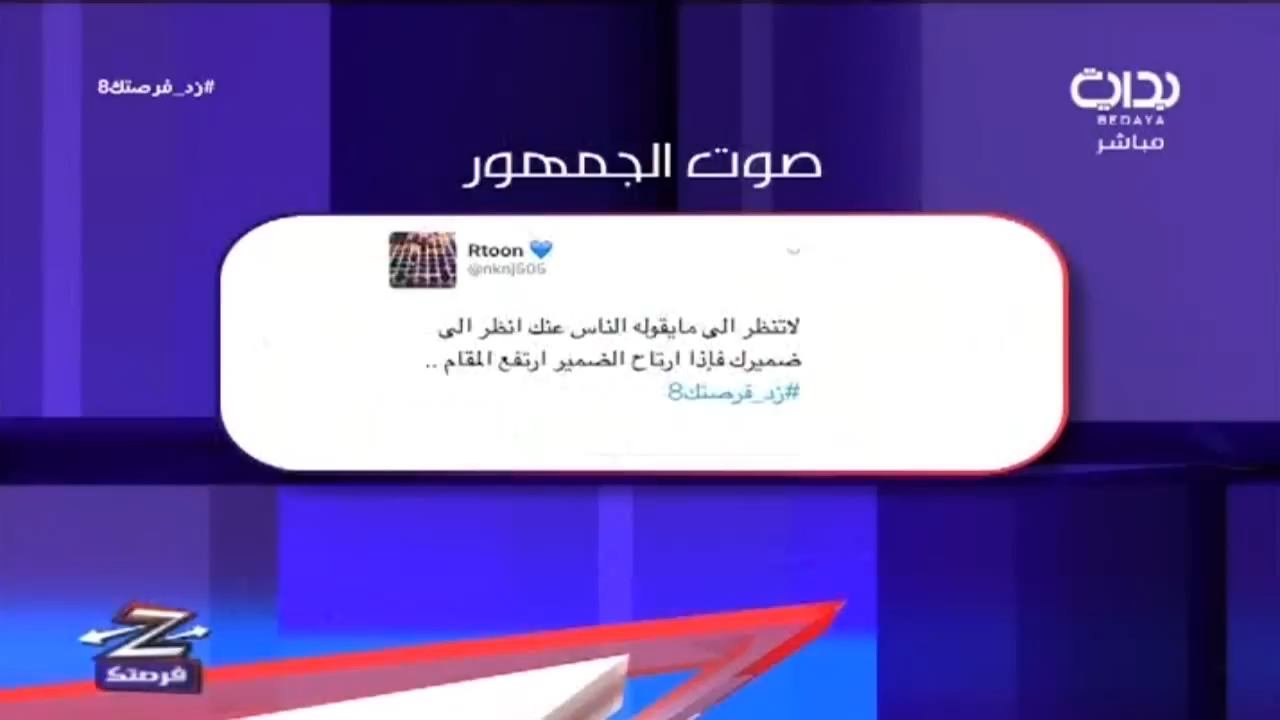 #زد_فرصتك8
بداية
BEDAYA
مباشر
صوت الجمهور
Rtoon 💙
@nknj505
لاتنظر الى مايقوله الناس عنك انظر الى
ضميرك فإذا ارتاح الضمير ارتفع المقام ..
#زد_فرصتك8
Z
فرصتك